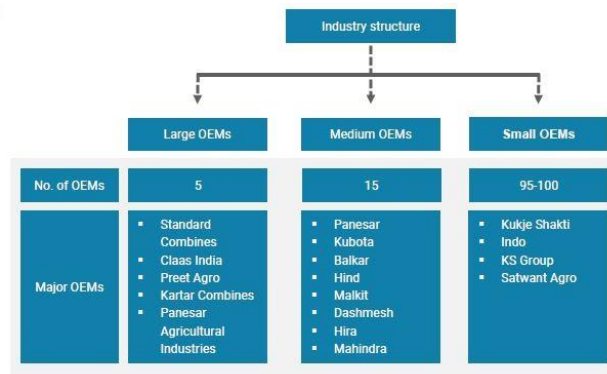 Industry structure
Large OEMs
Medium OEMs
Small OEMs
No. of OEMs
5
15
95-100
Major OEMs
▪ Standard
Combines
▪ Claas India
▪ Preet Agro
▪ Kartar Combines
▪ Panesar
Agricultural
Industries
▪ Panesar
▪ Kubota
▪ Balkar
▪ Hind
▪ Malkit
▪ Dashmesh
▪ Hira
▪ Mahindra
▪ Kukje Shakti
▪ Indo
▪ KS Group
▪ Satwant Agro